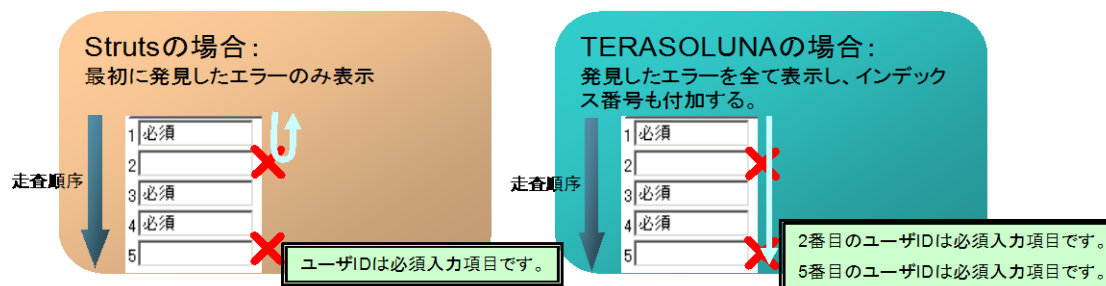 Strutsの場合：
最初に発見したエラーのみ表示
走査順序
1 必須
2
3 必須
4 必須
5
ユーザIDは必須入力項目です。
TERASOLUNAの場合：
発見したエラーを全て表示し、インデック
ス番号も付加する。
走査順序
1 必須
2
3 必須
4 必須
5
2番目のユーザIDは必須入力項目です。
5番目のユーザIDは必須入力項目です。